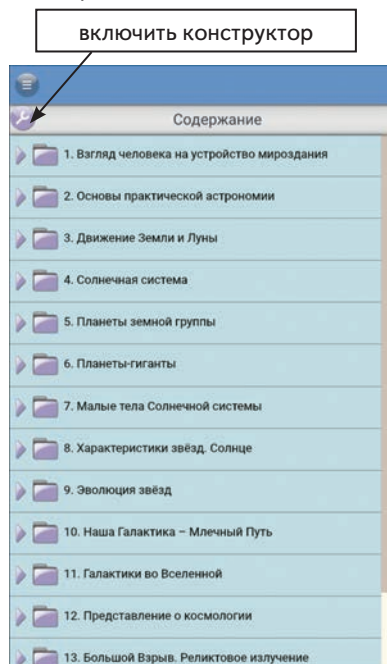 включить конструктор
Содержание
1. Взгляд человека на устройство мироздания
2. Основы практической астрономии
3. Движение Земли и Луны
4. Солнечная система
5. Планеты земной группы
6. Планеты-гиганты
7. Малые тела Солнечной системы
8. Характеристики звёзд. Солнце
9. Эволюция звёзд
10. Наша Галактика – Млечный Путь
11. Галактики во Вселенной
12. Представление о космологии
13. Большой Взрыв. Реликтовое излучение